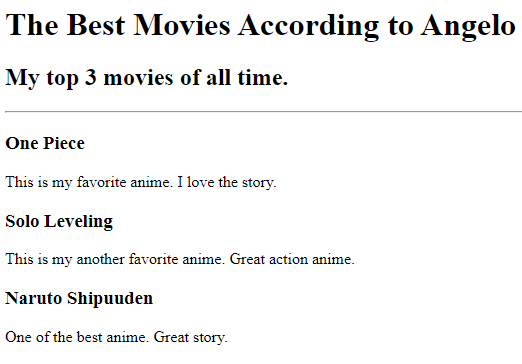 The Best Movies According to Angelo
My top 3 movies of all time.
One Piece
This is my favorite anime. I love the story.
Solo Leveling
This is my another favorite anime. Great action anime.
Naruto Shipuuden
One of the best anime. Great story.